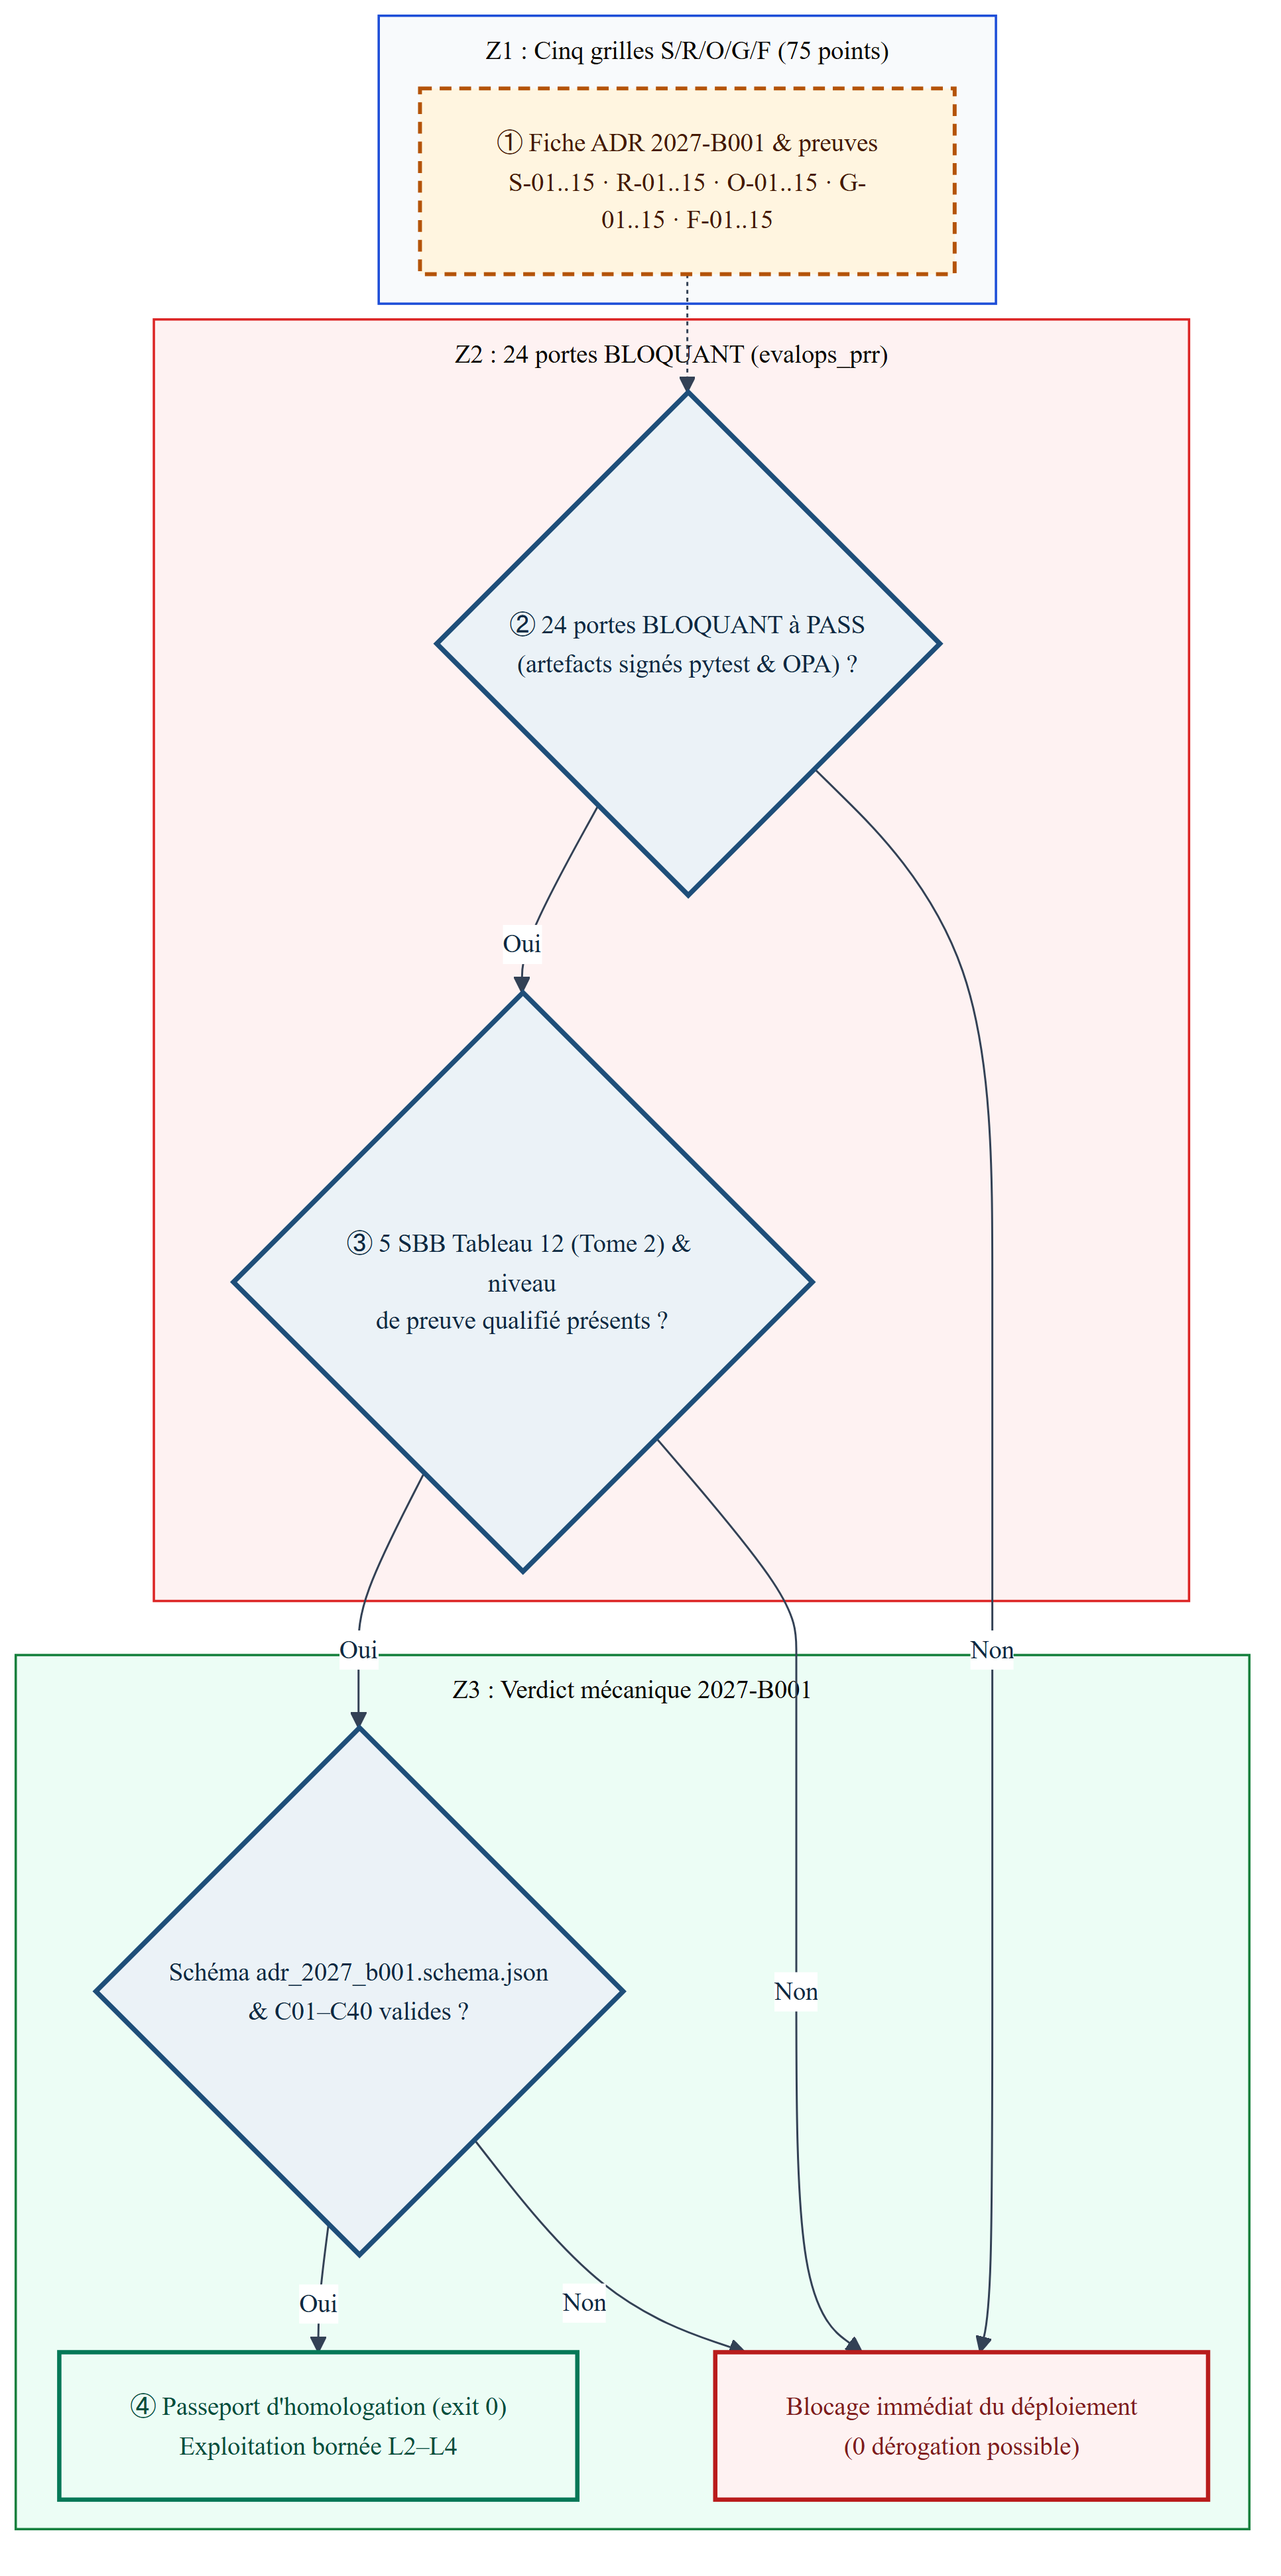 Z1 : Cinq grilles S/R/O/G/F (75 points)
① Fiche ADR 2027-B001 & preuves
S-01..15 · R-01..15 · O-01..15 · G-
01..15 · F-01..15
Z2 : 24 portes BLOQUANT (evalops_prr)
② 24 portes BLOQUANT à PASS
(artefacts signés pytest & OPA) ?
Oui
③ 5 SBB Tableau 12 (Tome 2) &
niveau
de preuve qualifié présents ?
Oui
Non
Z3 : Verdict mécanique 2027-B001
Schéma adr_2027_b001.schema.json
& C01–C40 valides ?
Non
Oui
Non
④ Passeport d'homologation (exit 0)
Exploitation bornée L2–L4
Blocage immédiat du déploiement
(0 dérogation possible)